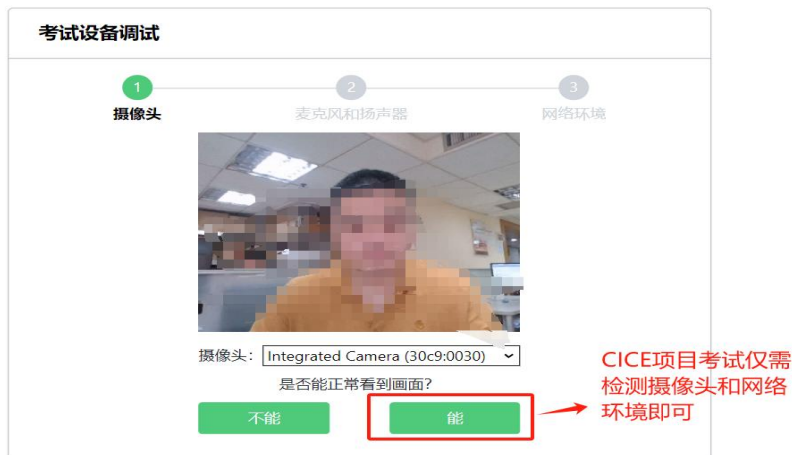 考试设备调试
1
2
3
摄像头
麦克风和扬声器
网络环境
摄像头：
Integrated Camera (30c9:0030)
是否能正常看到画面?
不能
能
CICE项目考试仅需
检测摄像头和网络
环境即可